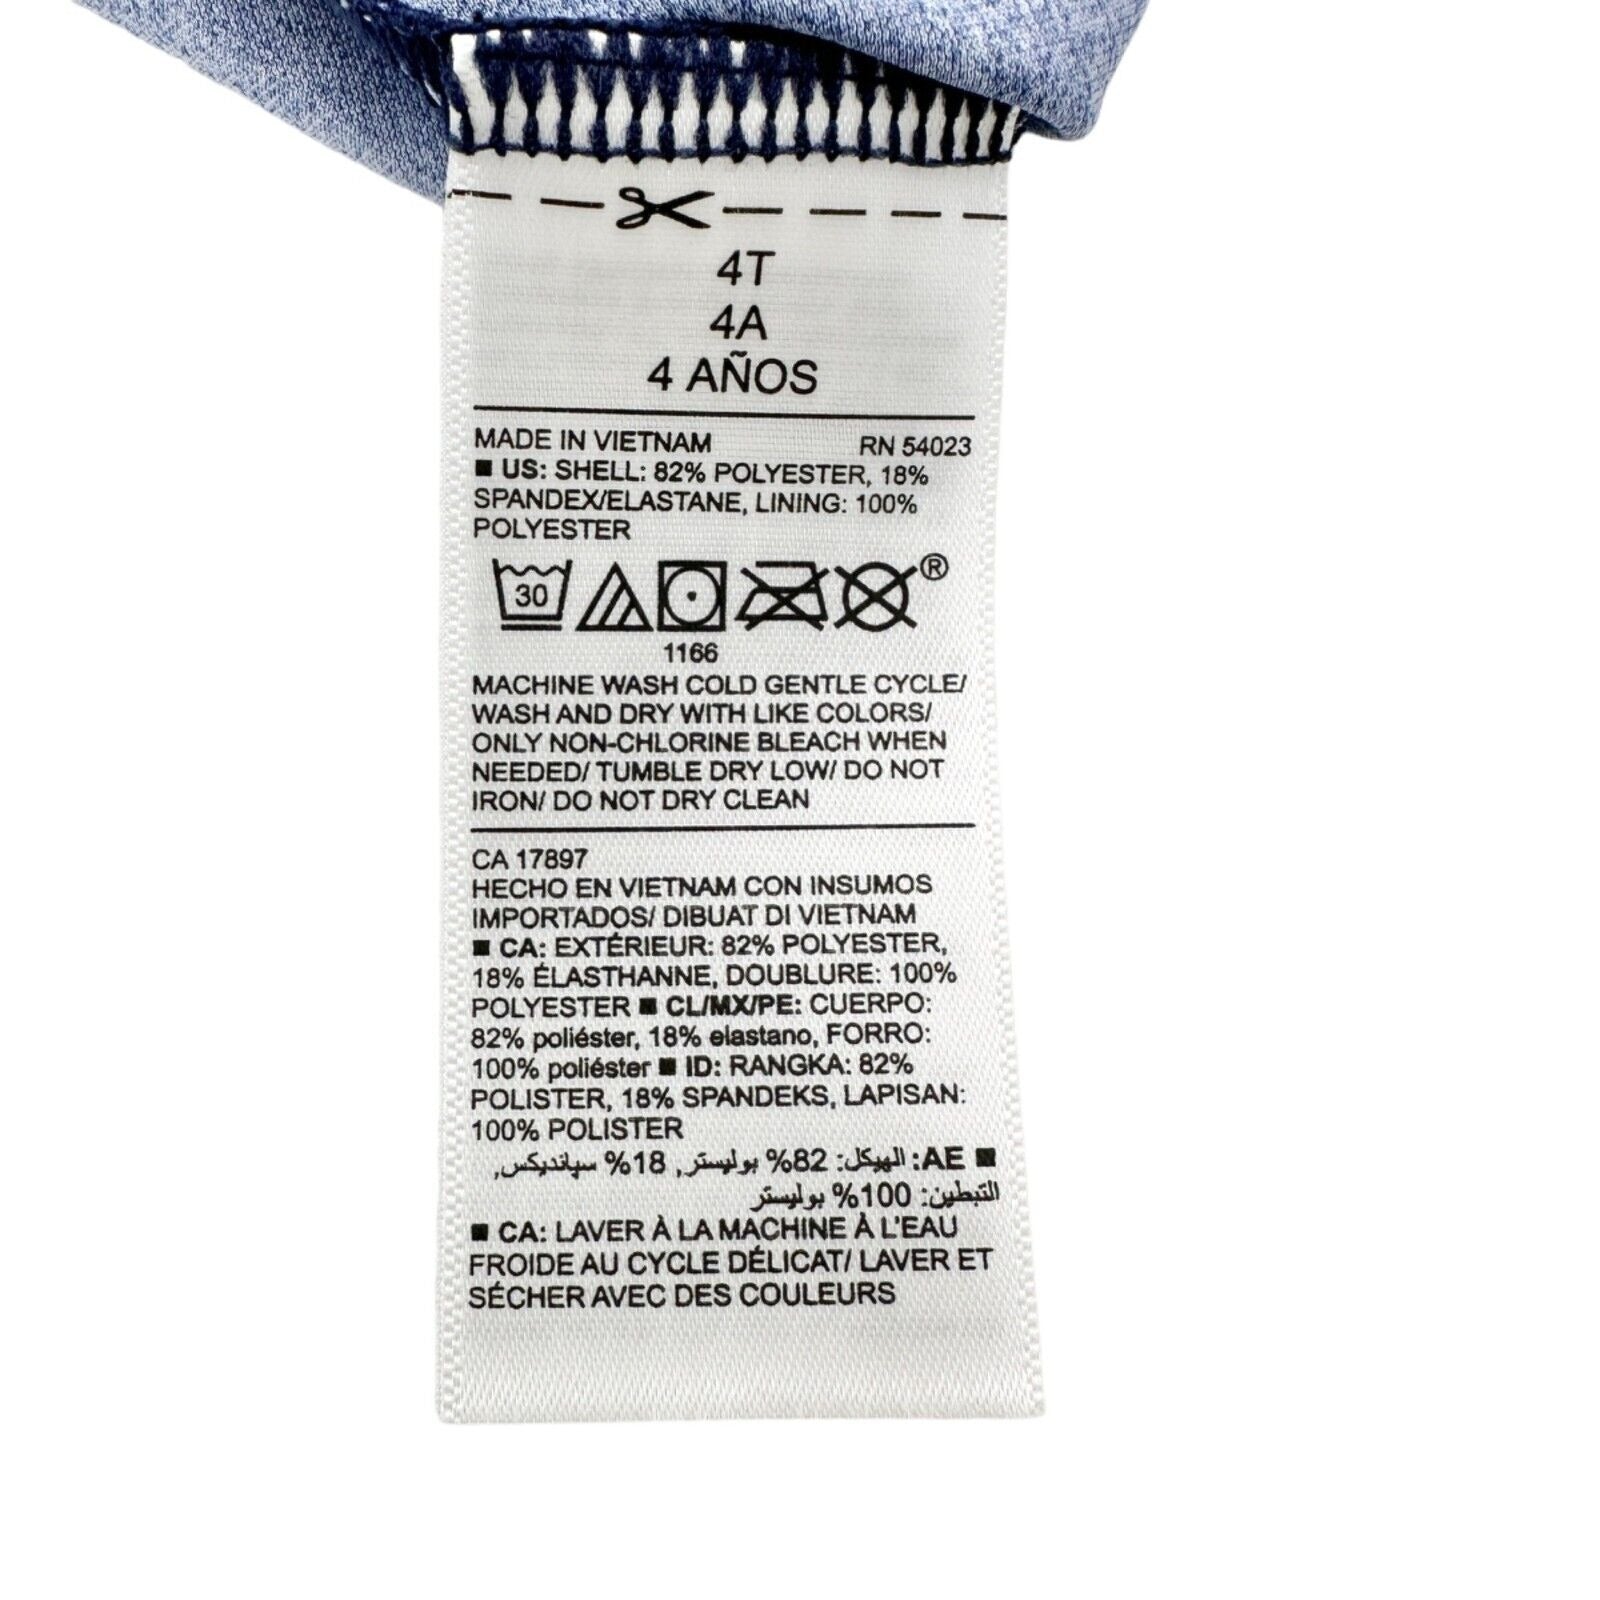 4T
4A
4 AÑOS
MADE IN VIETNAM RN 54023
■ US: SHELL: 82% POLYESTER, 18%
SPANDEX/ELASTANE, LINING: 100%
POLYESTER
30 ®
1166
MACHINE WASH COLD GENTLE CYCLE/
WASH AND DRY WITH LIKE COLORS/
ONLY NON-CHLORINE BLEACH WHEN
NEEDED/ TUMBLE DRY LOW/ DO NOT
IRON/ DO NOT DRY CLEAN
CA 17897
HECHO EN VIETNAM CON INSUMOS
IMPORTADOS/ DIBUAT DI VIETNAM
■ CA: EXTÉRIEUR: 82% POLYESTER,
18% ÉLASTHANNE, DOUBLURE: 100%
POLYESTER ■ CL/MX/PE: CUERPO:
82% poliéster, 18% elastano, FORRO:
100% poliéster ■ ID: RANGKA: 82%
POLISTER, 18% SPANDEKS, LAPISAN:
100% POLISTER
■ AE: الهيكل: 82% بوليستر, 18% سپانديكس,
التبطين: 100% بوليستر
■ CA: LAVER À LA MACHINE À L'EAU
FROIDE AU CYCLE DÉLICAT/ LAVER ET
SÉCHER AVEC DES COULEURS